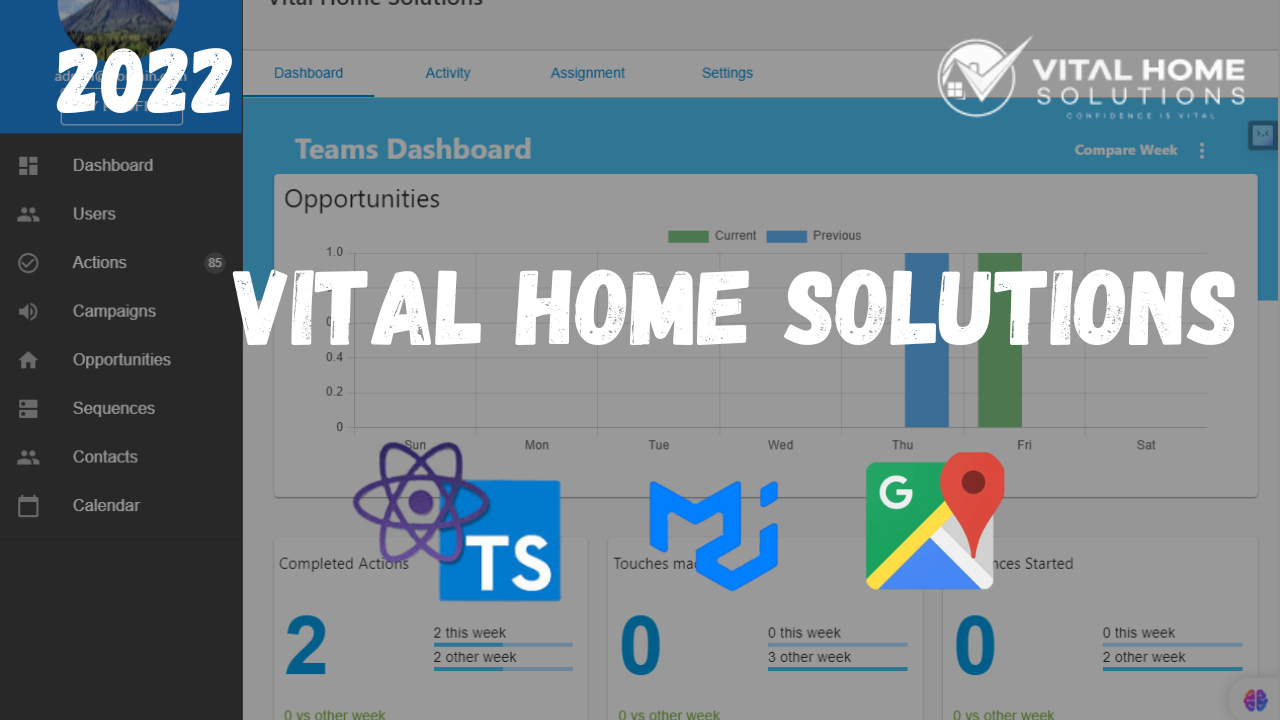 Vital Home Solutions
2022
Dashboard
Activity
Assignment
Settings
VITAL HOME
SOLUTIONS
CONFIDENCE IS VITAL
Teams Dashboard
Compare Week
Dashboard
Users
Actions
85
Campaigns
Opportunities
Sequences
Contacts
Calendar
Opportunities
Current
Previous
1.0
VITAL HOME SOLUTIONS
0.4
0.2
0
Sun
Mon
Tue
Wed
Thu
Fri
Sat
G
TS
Completed Actions
2
2 this week
2 other week
0 vs other week
Touches
0
0 this week
3 other week
0 vs other week
Started
0
0 this week
2 other week
0 vs other week